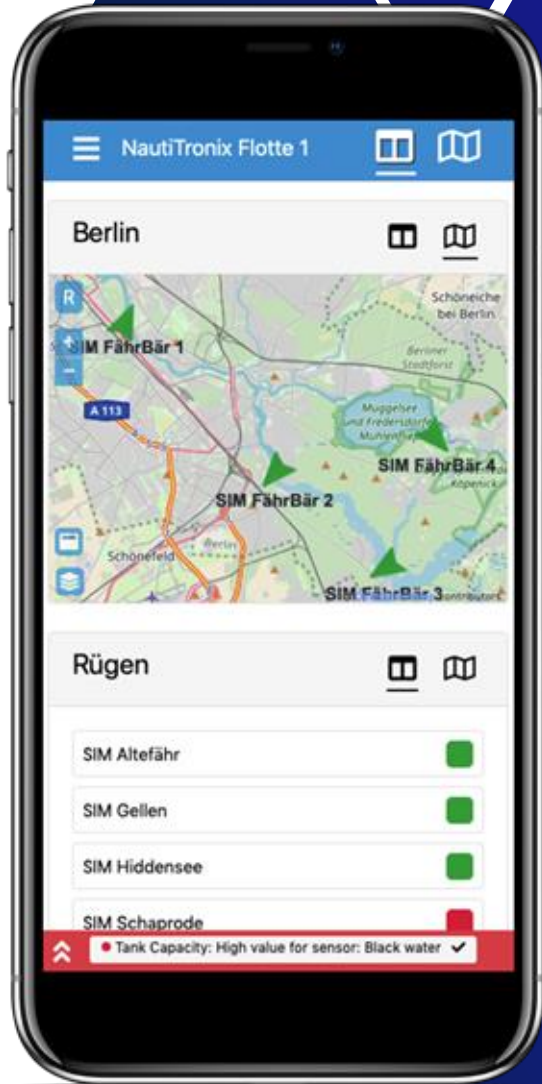 NautiTronix Flotte 1
Berlin
R
Schöneiche
bei Berlin
SIM FährBär 1
+
−
Berliner
Stadtforst
A 113
Müggelsee
und Fredersdorfer
SIM FährBär 4
Köpenick
SIM FährBär 2
Schönefeld
Berlin
SIM FährBär 3
contributors
Rügen
SIM Altefähr
SIM Gellen
SIM Hiddensee
SIM Schaprode
Tank Capacity: High value for sensor: Black water